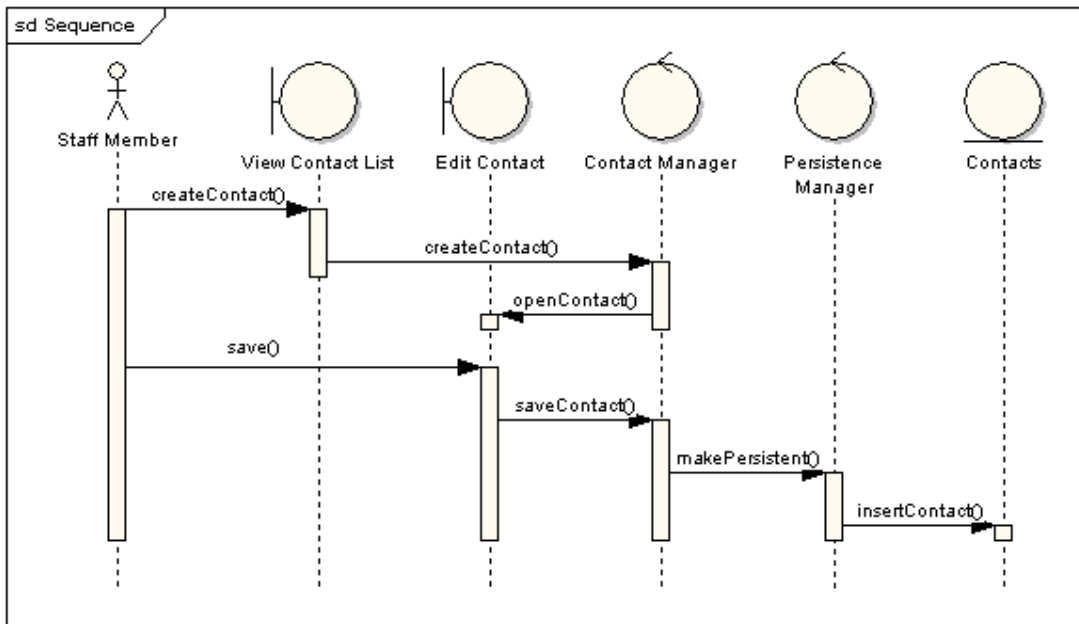 sd Sequence
Staff Member
View Contact List
Edit Contact
Contact Manager
Persistence
Manager
Contacts
createContact()
createContact()
openContact()
save()
saveContact()
makePersistent()
insertContact()